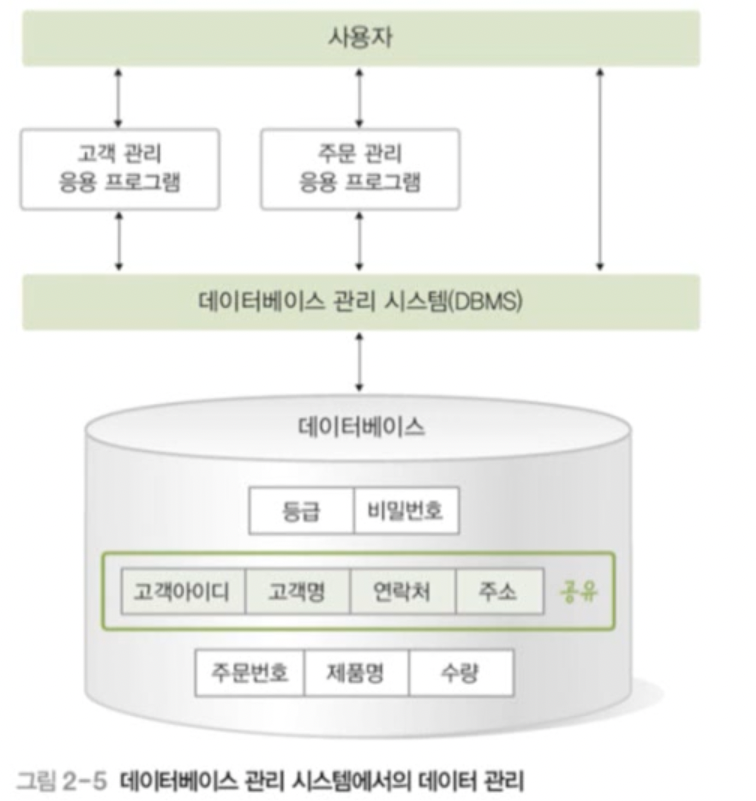 사용자
고객 관리
응용 프로그램
주문 관리
응용 프로그램
데이터베이스 관리 시스템(DBMS)
데이터베이스
등급 비밀번호
고객아이디 고객명 연락처 주소 공유
주문번호 제품명 수량
그림 2-5 데이터베이스 관리 시스템에서의 데이터 관리